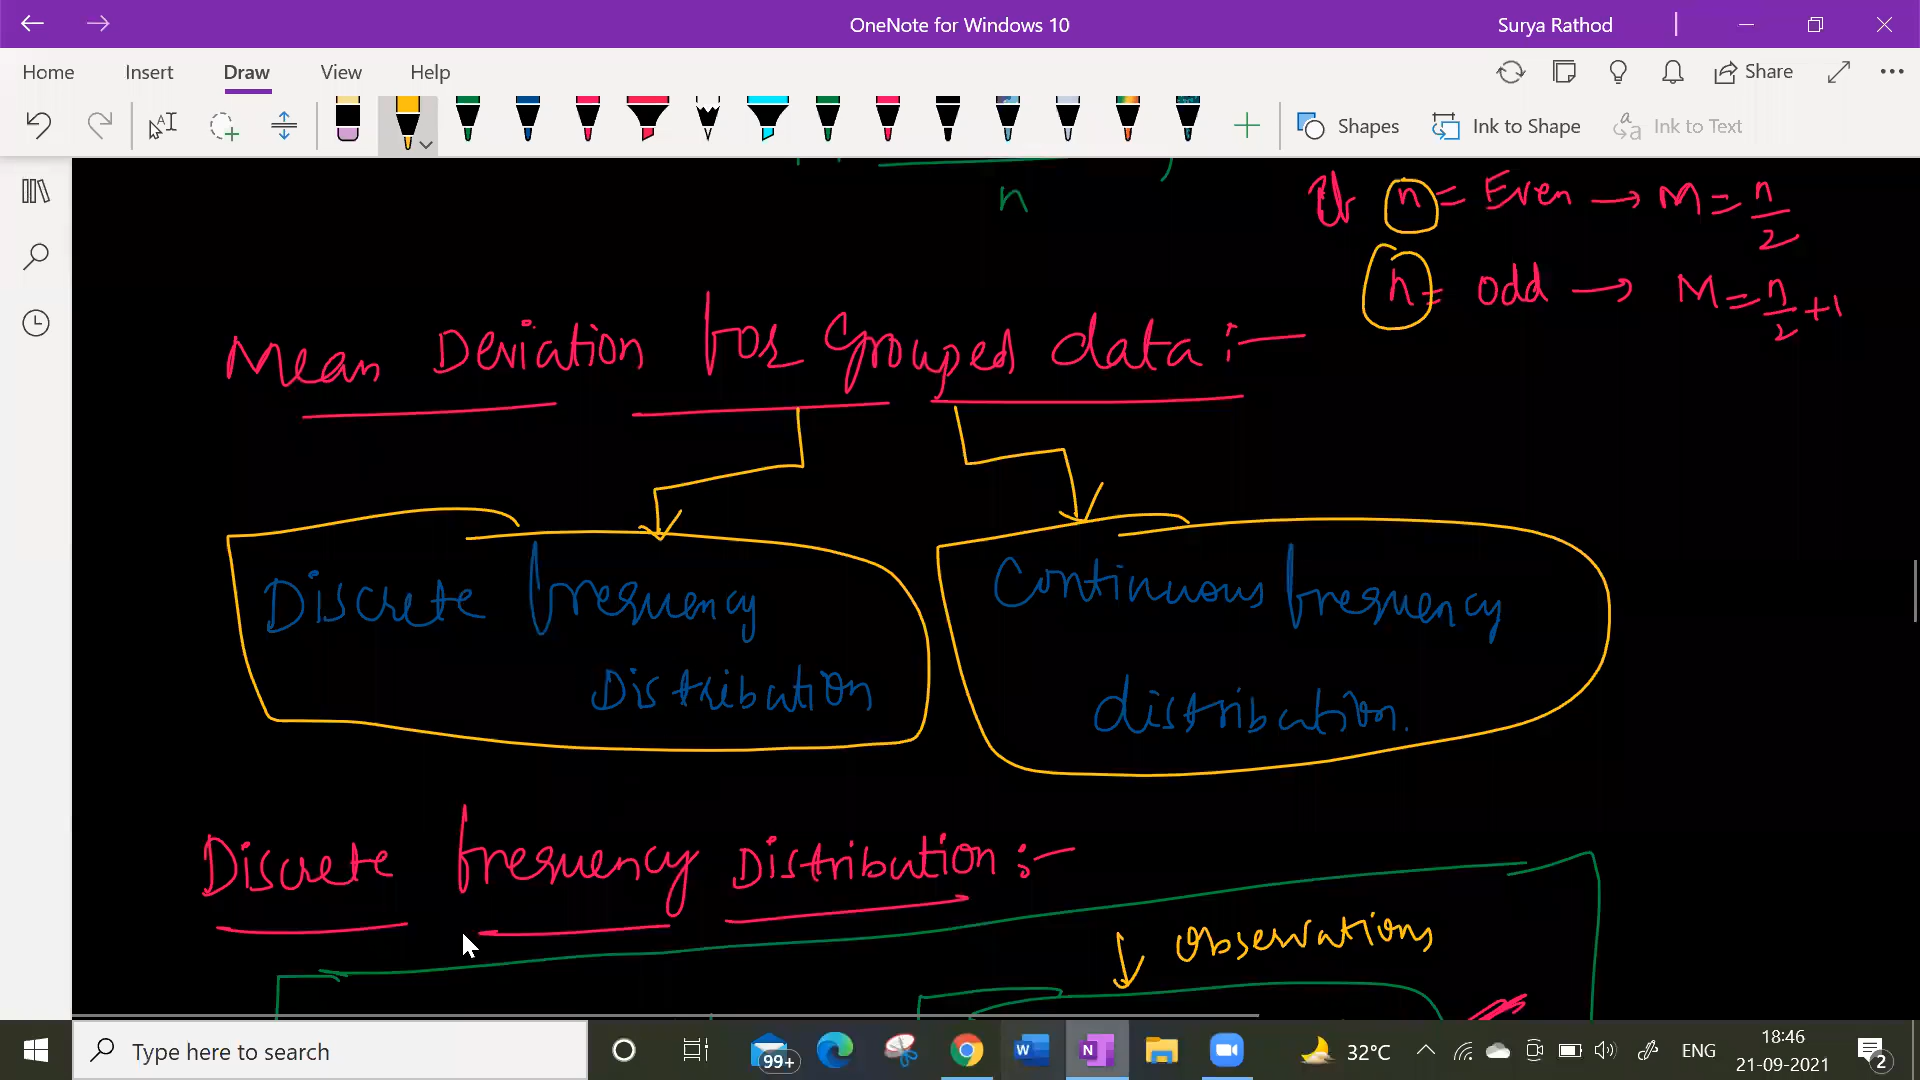 OneNote for Windows 10
Surya Rathod
Home Insert Draw View Help
Share
Shapes Ink to Shape Ink to Text
n
If n = Even → M = n/2
n = odd → M = n/2 + 1
Mean Deviation for grouped data :-
Discrete frequency
Distribution
Continuous frequency
distribution.
Discrete frequency Distribution :-
↓ Observations
Type here to search
99+
32°C
ENG
18:46
21-09-2021
2